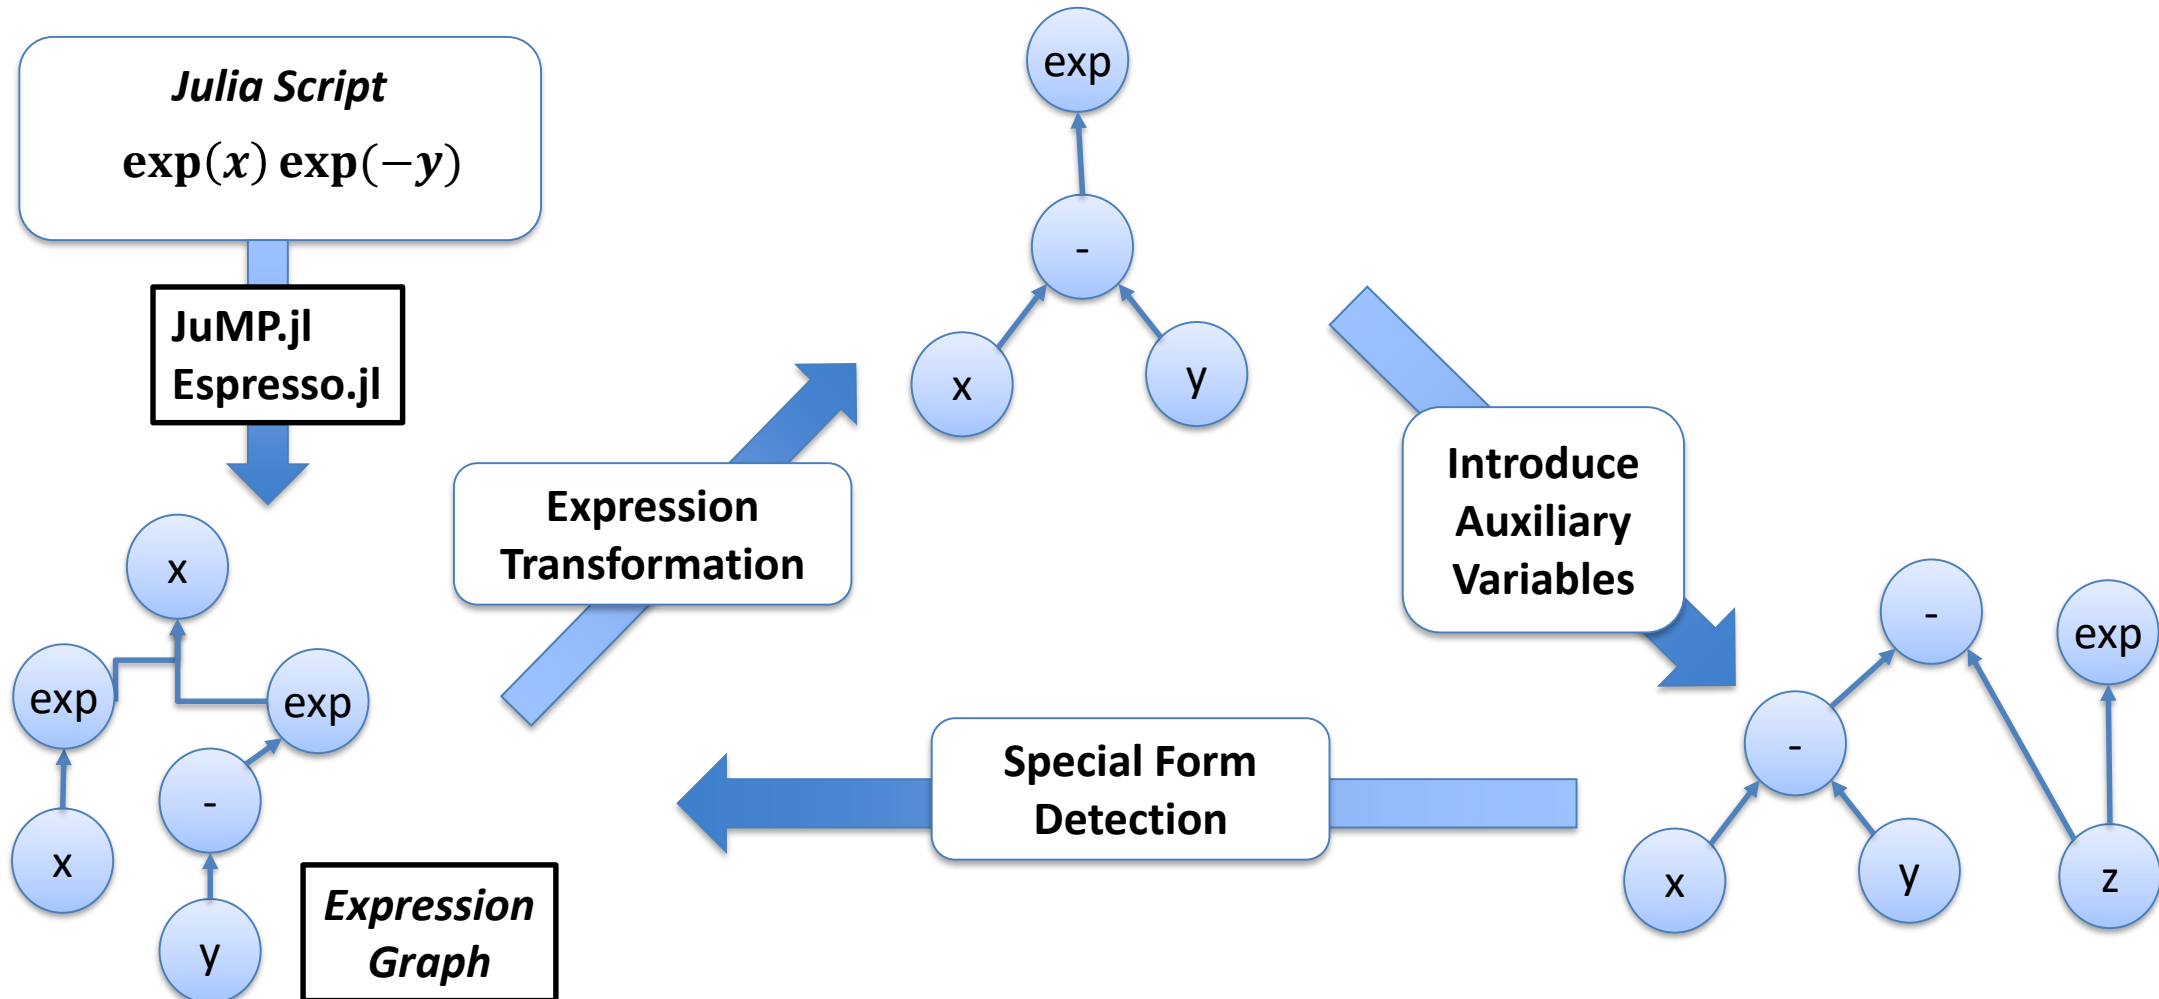 Julia Script
exp(x) exp(−y)
JuMP.jl
Espresso.jl
x
exp
exp
-
x
y
Expression
Graph
Expression
Transformation
exp
-
x
y
Introduce
Auxiliary
Variables
-
exp
-
x
y
z
Special Form
Detection